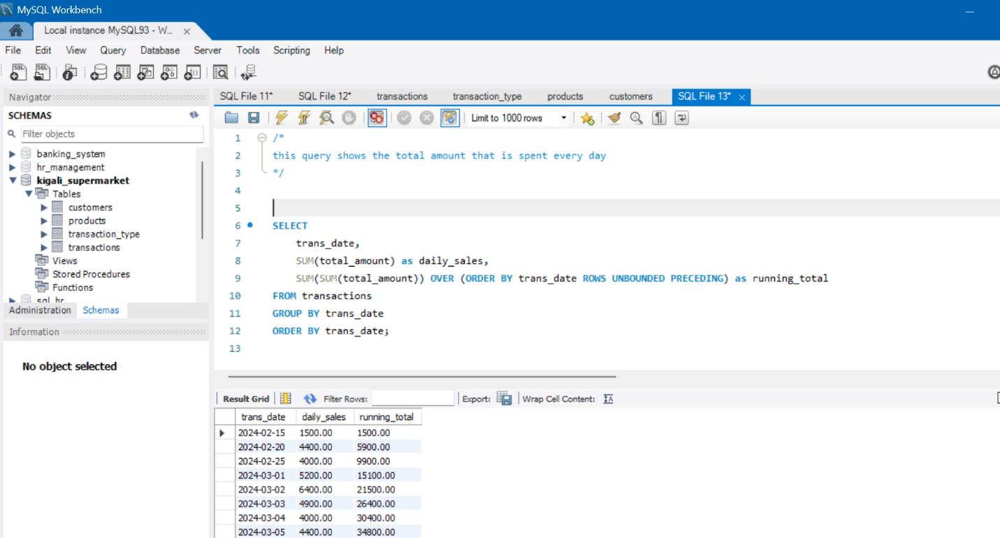 MySQL Workbench
Local instance MySQL93 - W...
File Edit View Query Database Server Tools Scripting Help
Navigator
SCHEMAS
Filter objects
banking_system
hr_management
kigali_supermarket
Tables
customers
products
transaction_type
transactions
Views
Stored Procedures
Functions
sql_hr
Administration Schemas
Information
No object selected
SQL File 11* SQL File 12* transactions transaction_type products customers SQL File 13*
Limit to 1000 rows
1 /*
2 this query shows the total amount that is spent every day
3 */
4
5
6 SELECT
7 trans_date,
8 SUM(total_amount) as daily_sales,
9 SUM(SUM(total_amount)) OVER (ORDER BY trans_date ROWS UNBOUNDED PRECEDING) as running_total
10 FROM transactions
11 GROUP BY trans_date
12 ORDER BY trans_date;
13
Result Grid Filter Rows: Export: Wrap Cell Content:
trans_date daily_sales running_total
2024-02-15 1500.00 1500.00
2024-02-20 4400.00 5900.00
2024-02-25 4000.00 9900.00
2024-03-01 5200.00 15100.00
2024-03-02 6400.00 21500.00
2024-03-03 4900.00 26400.00
2024-03-04 4000.00 30400.00
2024-03-05 4400.00 34800.00